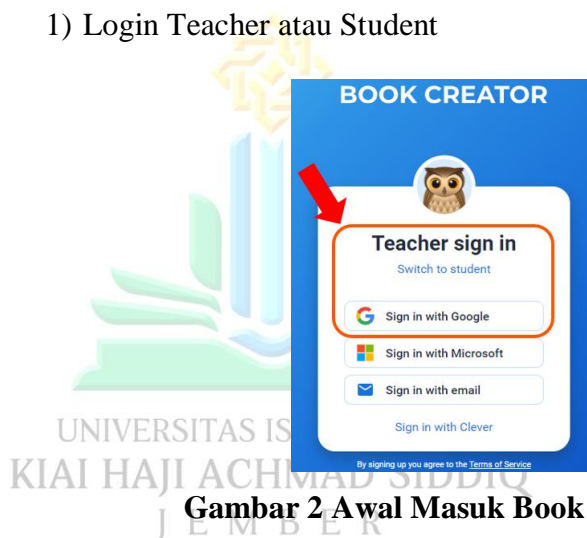 1) Login Teacher atau Student
BOOK CREATOR
Teacher sign in
Switch to student
Sign in with Google
Sign in with Microsoft
Sign in with email
Sign in with Clever
By signing up you agree to the Terms of Service
UNIVERSITAS IS
KIAI HAJI ACHMAD SIDDIQ
Gambar 2 Awal Masuk Book
JEMBER